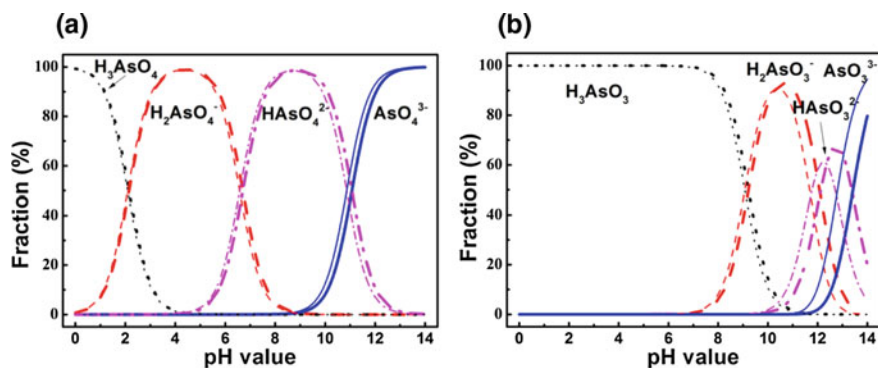 (a)
Fraction (%)
100
80
60
40
20
0
H₃AsO₄
H₂AsO₄
HAsO₄²⁻
AsO₄³⁻
0 2 4 6 8 10 12 14
pH value
(b)
Fraction (%)
100
80
60
40
20
0
H₃AsO₃
H₂AsO₃⁻
AsO₃³⁻
HAsO₃²⁻
0 2 4 6 8 10 12 14
pH value